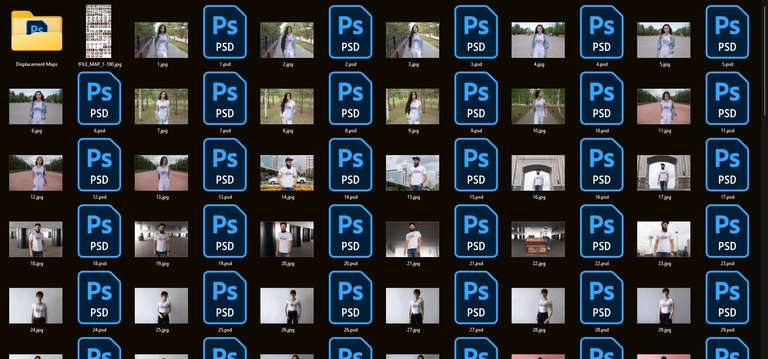 Ps Ps Ps Ps Ps Ps
PSD PSD PSD PSD PSD
Displacement Maps !FILE_MAP_1-100.jpg 1.jpg 1.psd 2.jpg 2.psd 3.jpg 3.psd 4.jpg 4.psd 5.jpg 5.psd
Ps Ps Ps Ps Ps Ps
PSD PSD PSD PSD PSD PSD
6.jpg 6.psd 7.jpg 7.psd 8.jpg 8.psd 9.jpg 9.psd 10.jpg 10.psd 11.jpg 11.psd
Ps Ps Ps Ps Ps Ps
PSD PSD PSD PSD PSD PSD
12.jpg 12.psd 13.jpg 13.psd 14.jpg 14.psd 15.jpg 15.psd 16.jpg 16.psd 17.jpg 17.psd
Ps Ps Ps Ps Ps Ps
PSD PSD PSD PSD PSD PSD
18.jpg 18.psd 19.jpg 19.psd 20.jpg 20.psd 21.jpg 21.psd 22.jpg 22.psd 23.jpg 23.psd
Ps Ps Ps Ps Ps Ps
PSD PSD PSD PSD PSD PSD
24.jpg 24.psd 25.jpg 25.psd 26.jpg 26.psd 27.jpg 27.psd 28.jpg 28.psd 29.jpg 29.psd